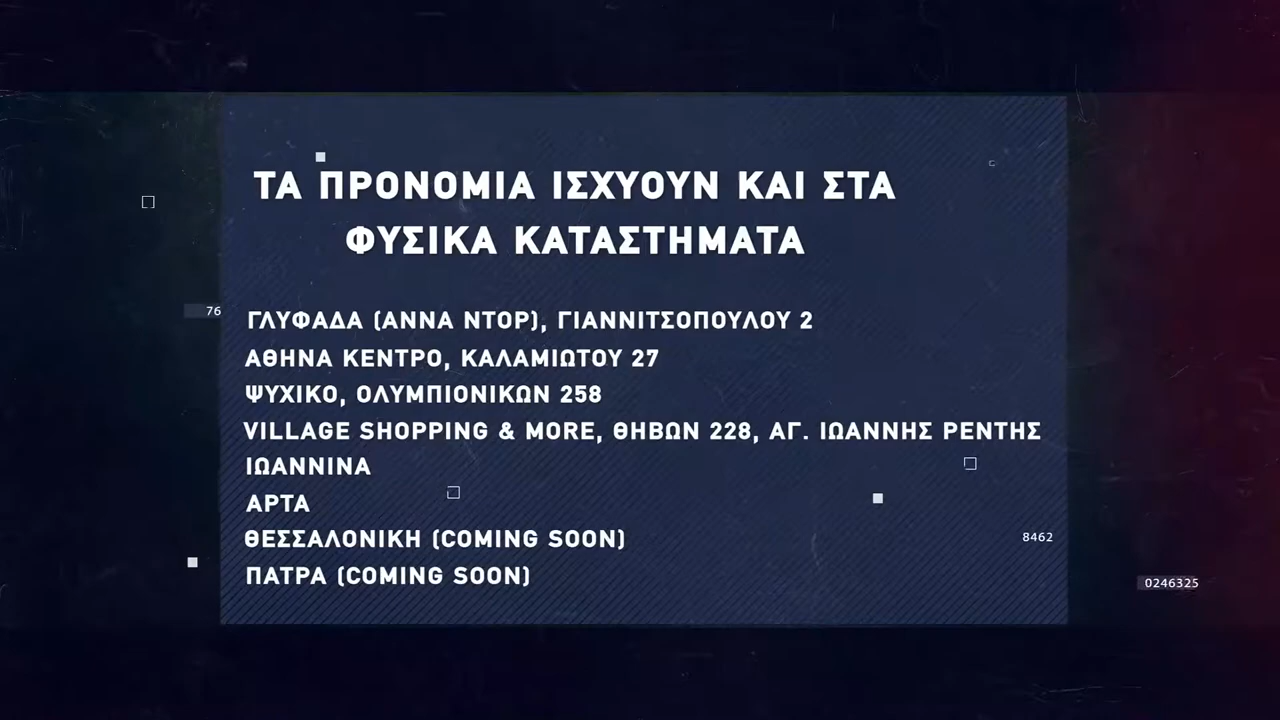 ΤΑ ΠΡΟΝΟΜΙΑ ΙΣΧΥΟΥΝ ΚΑΙ ΣΤΑ
ΦΥΣΙΚΑ ΚΑΤΑΣΤΗΜΑΤΑ
76
ΓΛΥΦΑΔΑ (ΑΝΝΑ ΝΤΟΡ), ΓΙΑΝΝΙΤΣΟΠΟΥΛΟΥ 2
ΑΘΗΝΑ ΚΕΝΤΡΟ, ΚΑΛΑΜΙΩΤΟΥ 27
ΨΥΧΙΚΟ, ΟΛΥΜΠΙΟΝΙΚΩΝ 258
VILLAGE SHOPPING & MORE, ΘΗΒΩΝ 228, ΑΓ. ΙΩΑΝΝΗΣ ΡΕΝΤΗΣ
ΙΩΑΝΝΙΝΑ
ΑΡΤΑ
ΘΕΣΣΑΛΟΝΙΚΗ (COMING SOON)
8462
ΠΑΤΡΑ (COMING SOON)
0246325